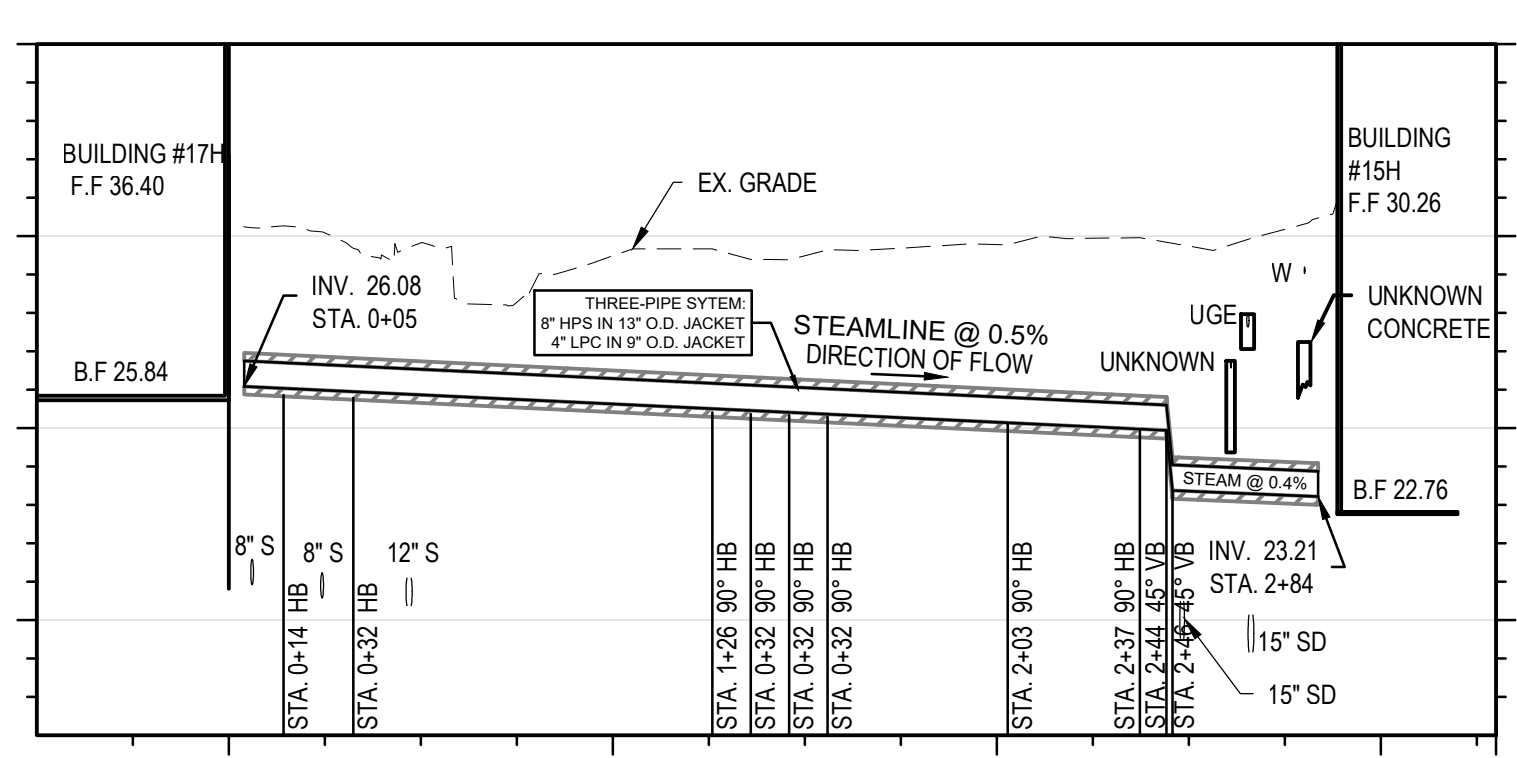 BUILDING #17H
F.F 36.40
B.F 25.84
INV. 26.08
STA. 0+05
EX. GRADE
THREE-PIPE SYTEM:
8" HPS IN 13" O.D. JACKET
4" LPC IN 9" O.D. JACKET
STEAMLINE @ 0.5%
DIRECTION OF FLOW
BUILDING
#15H
F.F 30.26
W
UGE
UNKNOWN
UNKNOWN
CONCRETE
STEAM @ 0.4%
B.F 22.76
INV. 23.21
STA. 2+84
8" S
8" S
12" S
STA. 0+14 HB
STA. 0+32 HB
STA. 1+26 90° HB
STA. 0+32 90° HB
STA. 0+32 90° HB
STA. 0+32 90° HB
STA. 2+03 90° HB
STA. 2+37 90° HB
STA. 2+44 45° VB
STA. 2+46 45° VB
15" SD
15" SD